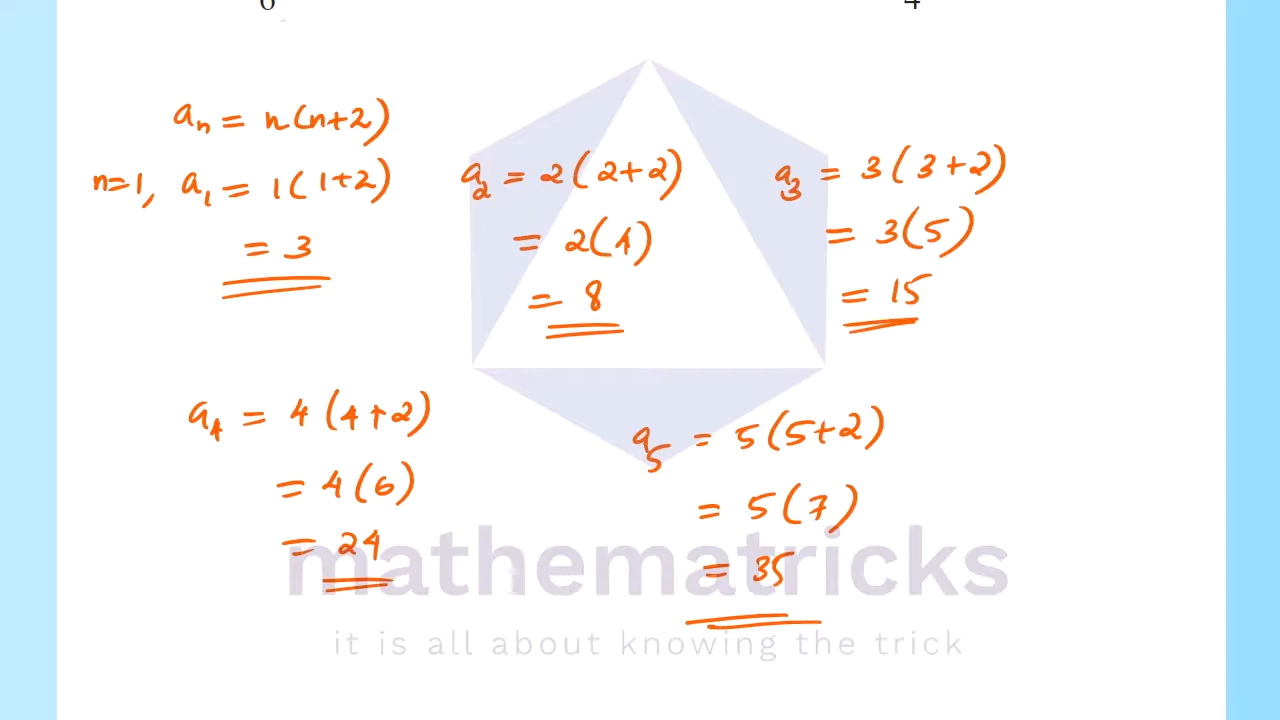 6
4
aₙ = n(n+2)
n=1, a₁ = 1(1+2)
= 3
a₂ = 2(2+2)
= 2(4)
= 8
a₃ = 3(3+2)
= 3(5)
= 15
a₄ = 4(4+2)
= 4(6)
= 24
a₅ = 5(5+2)
= 5(7)
= 35
mathematricks
it is all about knowing the trick